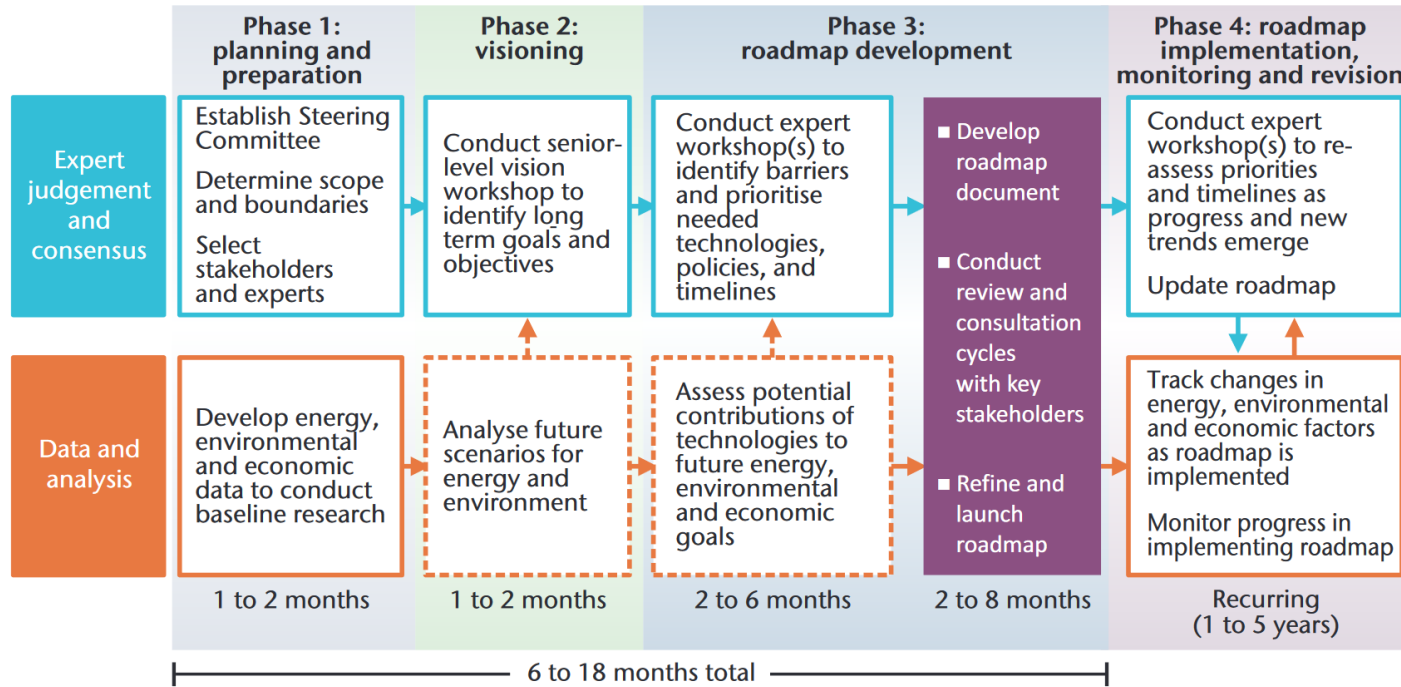 Phase 1:
planning and
preparation
Phase 2:
visioning
Phase 3:
roadmap development
Phase 4: roadmap
implementation,
monitoring and revision
Expert
judgement
and
consensus
Establish Steering
Committee
Determine scope
and boundaries
Select
stakeholders
and experts
Conduct senior-
level vision
workshop to
identify long
term goals and
objectives
Conduct expert
workshop(s) to
identify barriers
and prioritise
needed
technologies,
policies, and
timelines
■ Develop
roadmap
document
■ Conduct
review and
consultation
cycles
with key
stakeholders
■ Refine and
launch
roadmap
Conduct expert
workshop(s) to re-
assess priorities
and timelines as
progress and new
trends emerge
Update roadmap
Data and
analysis
Develop energy,
environmental
and economic
data to conduct
baseline research
Analyse future
scenarios for
energy and
environment
Assess potential
contributions of
technologies to
future energy,
environmental
and economic
goals
Track changes in
energy, environmental
and economic factors
as roadmap is
implemented
Monitor progress in
implementing roadmap
1 to 2 months
1 to 2 months
2 to 6 months
2 to 8 months
Recurring
(1 to 5 years)
6 to 18 months total